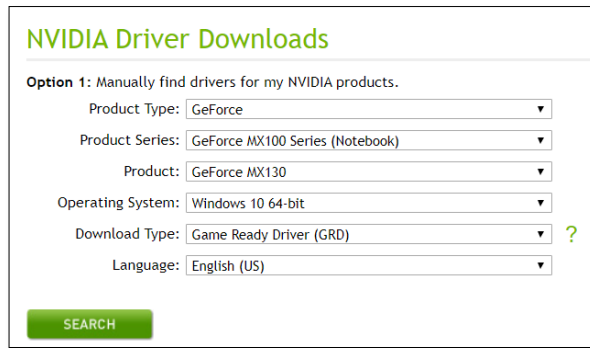 NVIDIA Driver Downloads
Option 1: Manually find drivers for my NVIDIA products.
Product Type: GeForce
Product Series: GeForce MX100 Series (Notebook)
Product: GeForce MX130
Operating System: Windows 10 64-bit
Download Type: Game Ready Driver (GRD) ?
Language: English (US)
SEARCH